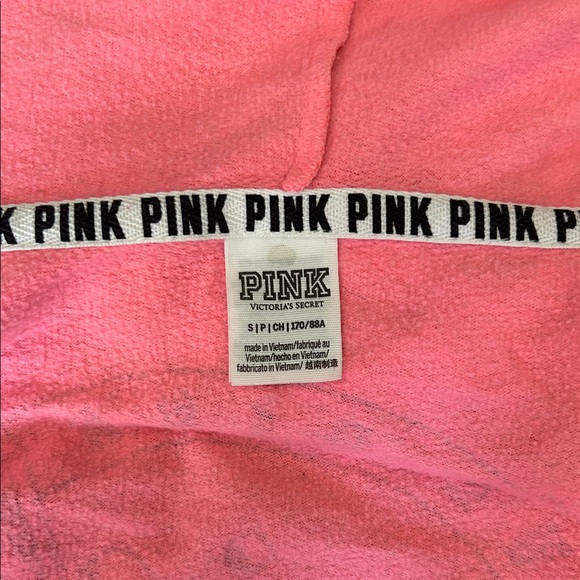 K PINK PINK PINK PINK PINK P
PINK
VICTORIA'S SECRET
S|P|CH|170/88A
made in Vietnam/fabriqué au
Vietnam/hecho en Vietnam/
fabbricato in Vietnam/ 越南制造